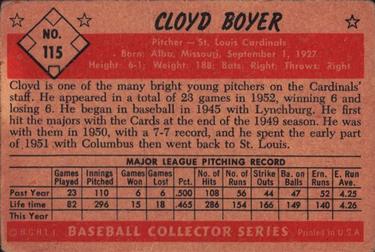 CLOYD BOYER
NO.
115
Pitcher — St. Louis Cardinals
Born: Alba, Missouri, September 1, 1927
Height: 6-1; Weight: 188; Bats: Right; Throws: Right
Cloyd is one of the many bright young pitchers on the Cardinals'
staff. He appeared in a total of 23 games in 1952, winning 6 and
losing 6. He began in baseball in 1945 with Lynchburg. He first
hit the majors with the Cards at the end of the 1949 season. He was
with them in 1950, with a 7-7 record, and he spent the early part
of 1951 with Columbus then went back to St. Louis.
MAJOR LEAGUE PITCHING RECORD
Games Played Innings Pitched Games Won Games Lost Pct. No. of Hits No. of Runs Strike Outs Ba. on Balls Ern. Runs E. Run Ave.
Past Year 23 110 6 6 .500 108 56 44 47 52 4.25
Life time 82 286 15 18 .465 284 154 166 149 140 4.26
This Year
© B.G.H.L.I. BASEBALL COLLECTOR SERIES Printed in U.S.A.